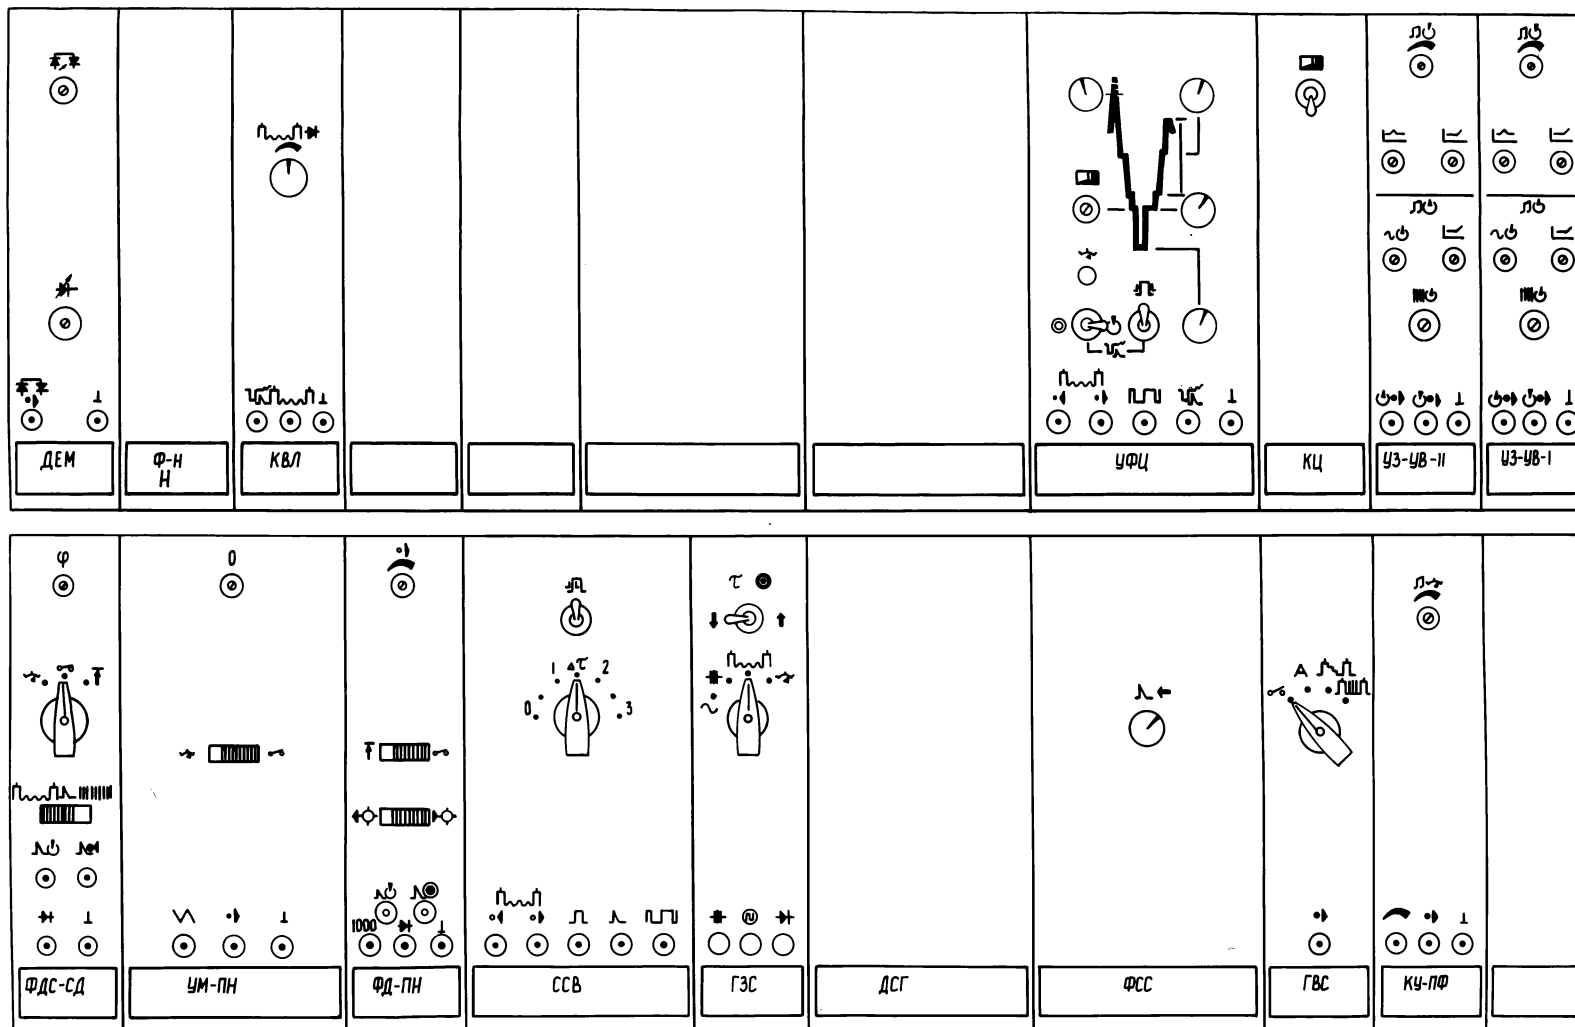 ДЕМ
Ф-Н
Н
КВЛ
УФЦ
КЦ
УЗ-УВ-II
УЗ-УВ-I
φ
0
τ
1
τ
2
0
3
A
1000
ФДС-СД
УМ-ПН
ФД-ПН
ССВ
ГЗС
ДСГ
ФСС
ГВС
КУ-ПФ